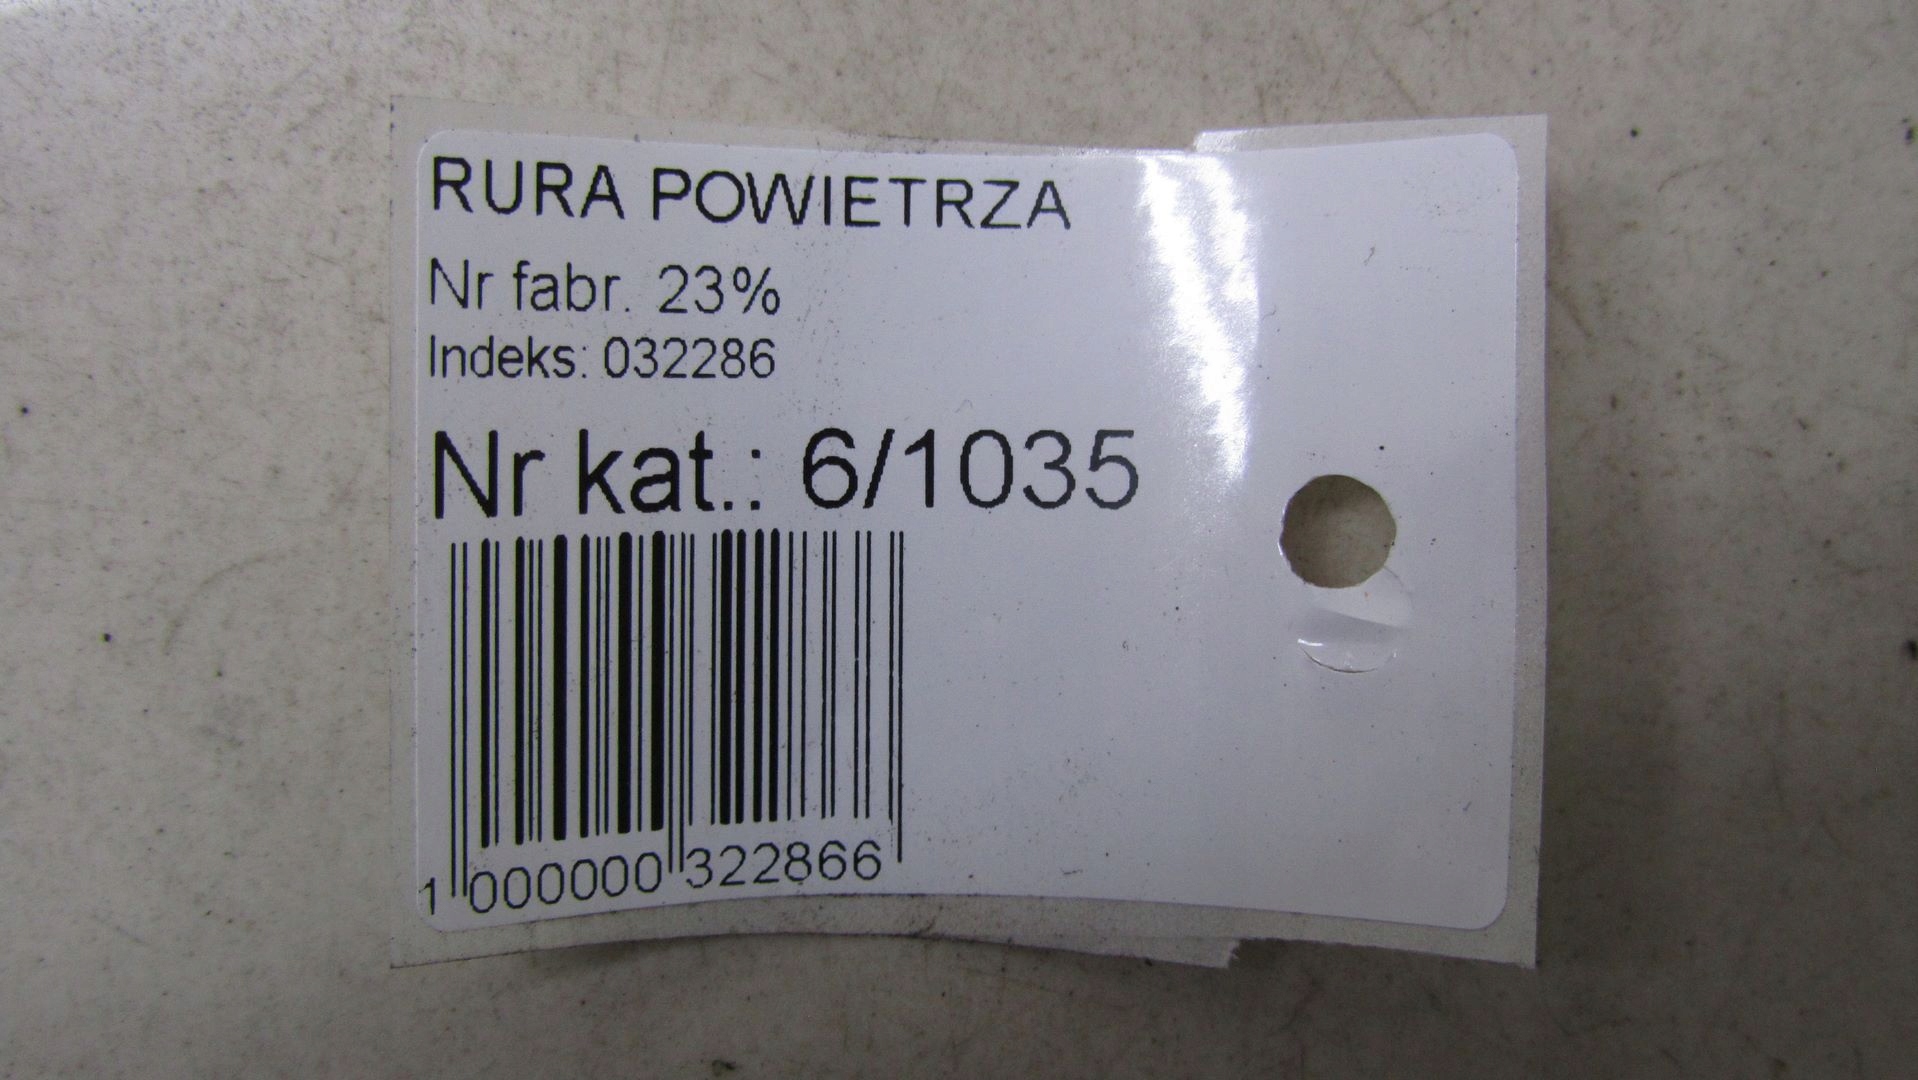 RURA POWIETRZA
Nr fabr. 23%
Indeks: 032286
Nr kat.: 6/1035
1 000000 322866